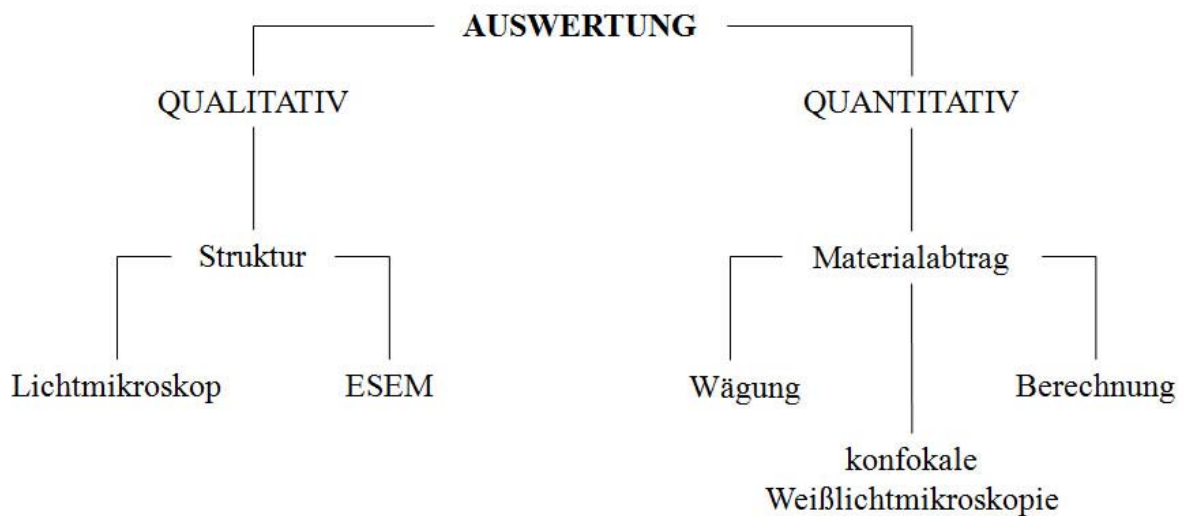 AUSWERTUNG
QUALITATIV
QUANTITATIV
Struktur
Materialabtrag
Lichtmikroskop
ESEM
Wägung
Berechnung
konfokale
Weißlichtmikroskopie